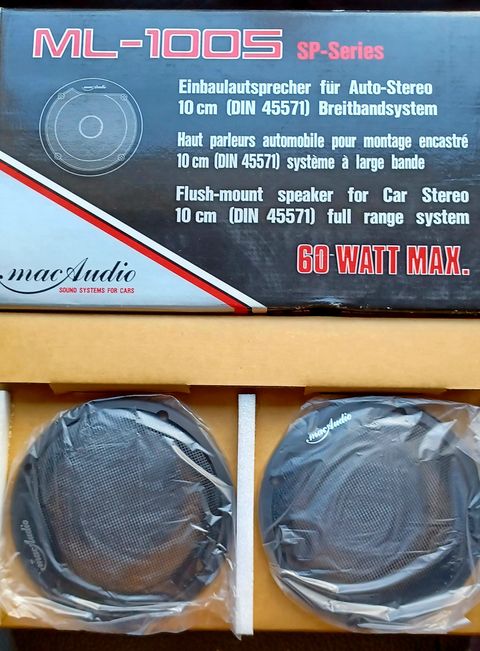 ML-1005 SP-Series
macAudio
Einbaulautsprecher für Auto-Stereo
10 cm (DIN 45571) Breitbandsystem
Haut parleurs automobile pour montage encastré
10 cm (DIN 45571) système à large bande
Flush-mount speaker for Car Stereo
10 cm (DIN 45571) full range system
60 WATT MAX.
macAudio
SOUND SYSTEMS FOR CARS
macAudio
macAudio